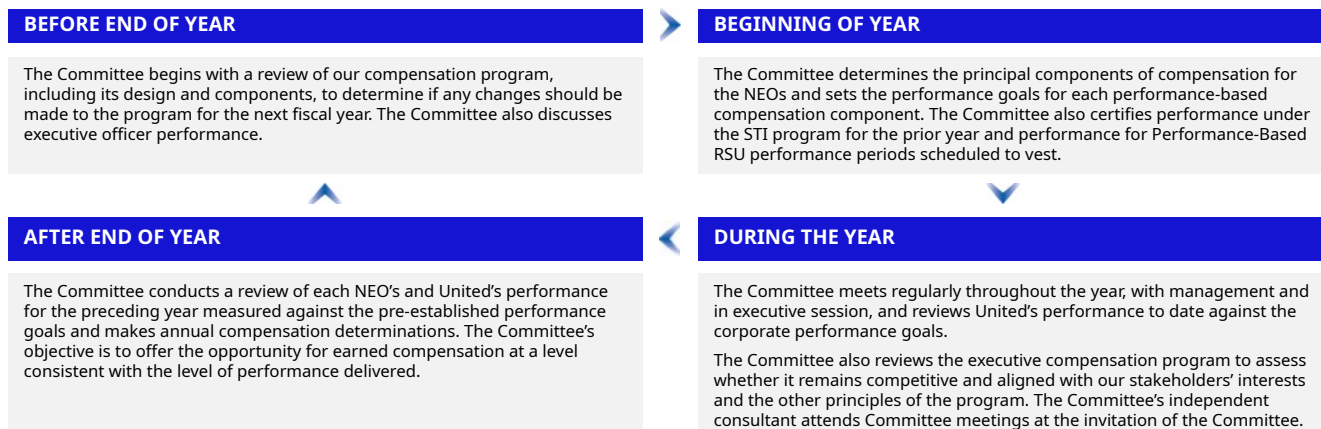 BEFORE END OF YEAR
The Committee begins with a review of our compensation program,
including its design and components, to determine if any changes should be
made to the program for the next fiscal year. The Committee also discusses
executive officer performance.
BEGINNING OF YEAR
The Committee determines the principal components of compensation for
the NEOs and sets the performance goals for each performance-based
compensation component. The Committee also certifies performance under
the STI program for the prior year and performance for Performance-Based
RSU performance periods scheduled to vest.
AFTER END OF YEAR
The Committee conducts a review of each NEO’s and United’s performance
for the preceding year measured against the pre-established performance
goals and makes annual compensation determinations. The Committee’s
objective is to offer the opportunity for earned compensation at a level
consistent with the level of performance delivered.
DURING THE YEAR
The Committee meets regularly throughout the year, with management and
in executive session, and reviews United’s performance to date against the
corporate performance goals.
The Committee also reviews the executive compensation program to assess
whether it remains competitive and aligned with our stakeholders’ interests
and the other principles of the program. The Committee’s independent
consultant attends Committee meetings at the invitation of the Committee.